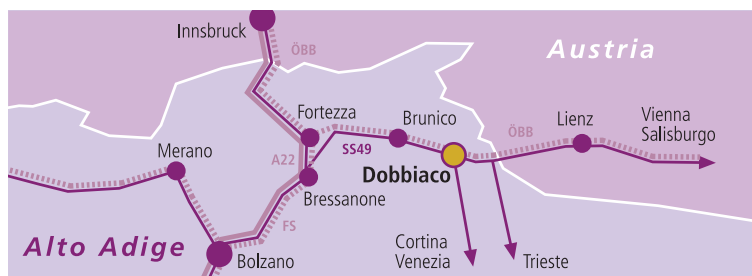 Innsbruck
ÖBB
Austria
Fortezza
Brunico
Lienz
Vienna
Salisburgo
ÖBB
Merano
A22
SS49
Dobbiaco
Bressanone
FS
Alto Adige
Bolzano
Cortina
Venezia
Trieste